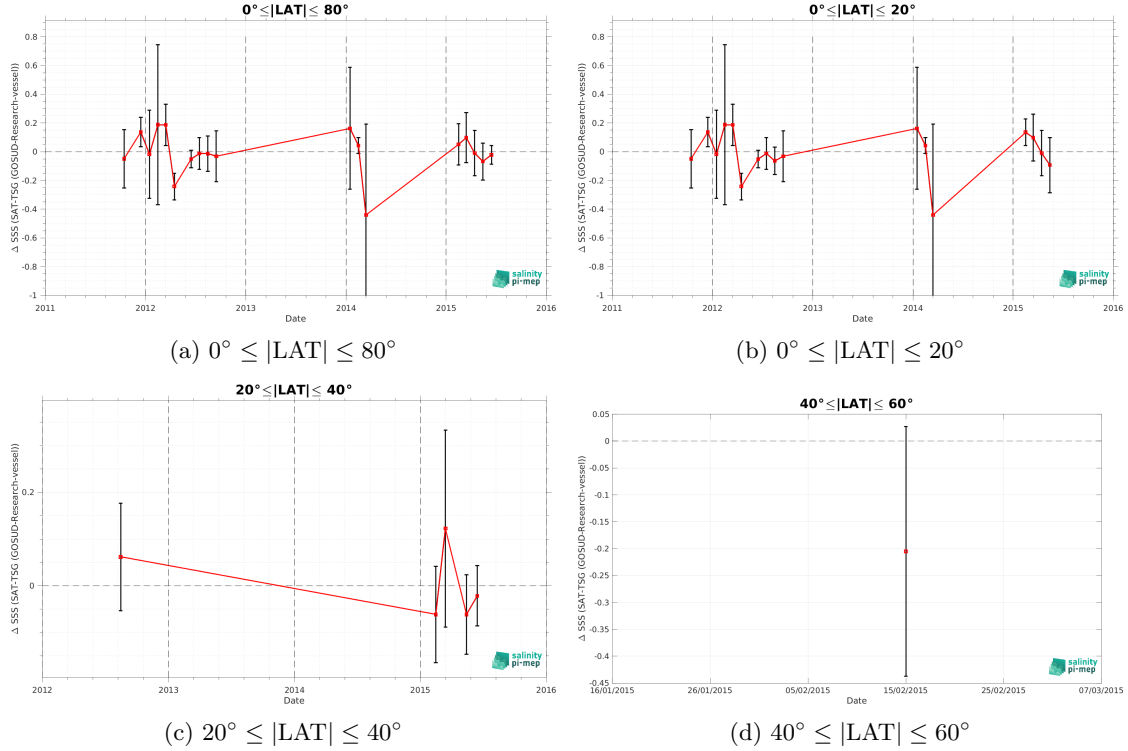 0°≤|LAT|≤ 80°
Δ SSS (SAT-TSG (GOSUD-Research-vessel))
0.8
0.6
0.4
0.2
0
-0.2
-0.4
-0.6
-0.8
-1
2011
2012
2013
2014
2015
2016
Date
salinity
pi-mep
(a) 0° ≤ |LAT| ≤ 80°
0°≤|LAT|≤ 20°
Δ SSS (SAT-TSG (GOSUD-Research-vessel))
0.8
0.6
0.4
0.2
0
-0.2
-0.4
-0.6
-0.8
-1
2011
2012
2013
2014
2015
2016
Date
salinity
pi-mep
(b) 0° ≤ |LAT| ≤ 20°
20°≤|LAT|≤ 40°
Δ SSS (SAT-TSG (GOSUD-Research-vessel))
0.2
0
2012
2013
2014
2015
2016
Date
salinity
pi-mep
(c) 20° ≤ |LAT| ≤ 40°
40°≤|LAT|≤ 60°
Δ SSS (SAT-TSG (GOSUD-Research-vessel))
0.05
0
-0.05
-0.1
-0.15
-0.2
-0.25
-0.3
-0.35
-0.4
-0.45
16/01/2015
26/01/2015
05/02/2015
15/02/2015
25/02/2015
07/03/2015
Date
salinity
pi-mep
(d) 40° ≤ |LAT| ≤ 60°